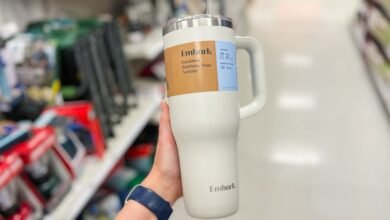 Embark
Insulated
Stainless Steel
Tumbler
Embark